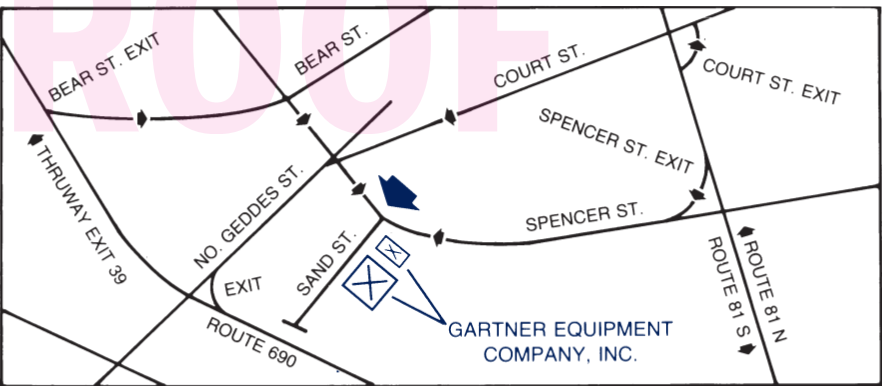 ROOF
BEAR ST. EXIT
BEAR ST.
COURT ST.
COURT ST. EXIT
SPENCER ST. EXIT
THRUWAY EXIT 39
NO. GEDDES ST.
SAND ST.
SPENCER ST.
EXIT
ROUTE 690
ROUTE 81 S
ROUTE 81 N
GARTNER EQUIPMENT
COMPANY, INC.